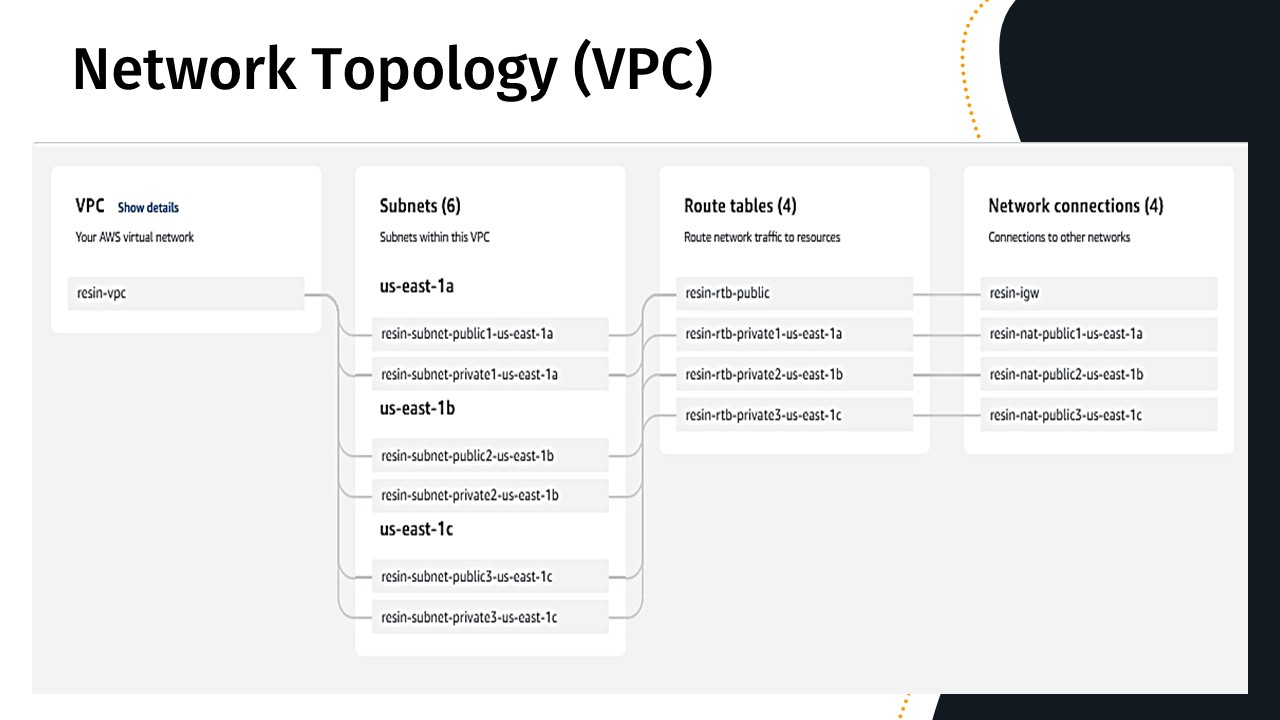 Network Topology (VPC)
VPC Show details
Your AWS virtual network
resin-vpc
Subnets (6)
Subnets within this VPC
us-east-1a
resin-subnet-public1-us-east-1a
resin-subnet-private1-us-east-1a
us-east-1b
resin-subnet-public2-us-east-1b
resin-subnet-private2-us-east-1b
us-east-1c
resin-subnet-public3-us-east-1c
resin-subnet-private3-us-east-1c
Route tables (4)
Route network traffic to resources
resin-rtb-public
resin-rtb-private1-us-east-1a
resin-rtb-private2-us-east-1b
resin-rtb-private3-us-east-1c
Network connections (4)
Connections to other networks
resin-igw
resin-nat-public1-us-east-1a
resin-nat-public2-us-east-1b
resin-nat-public3-us-east-1c